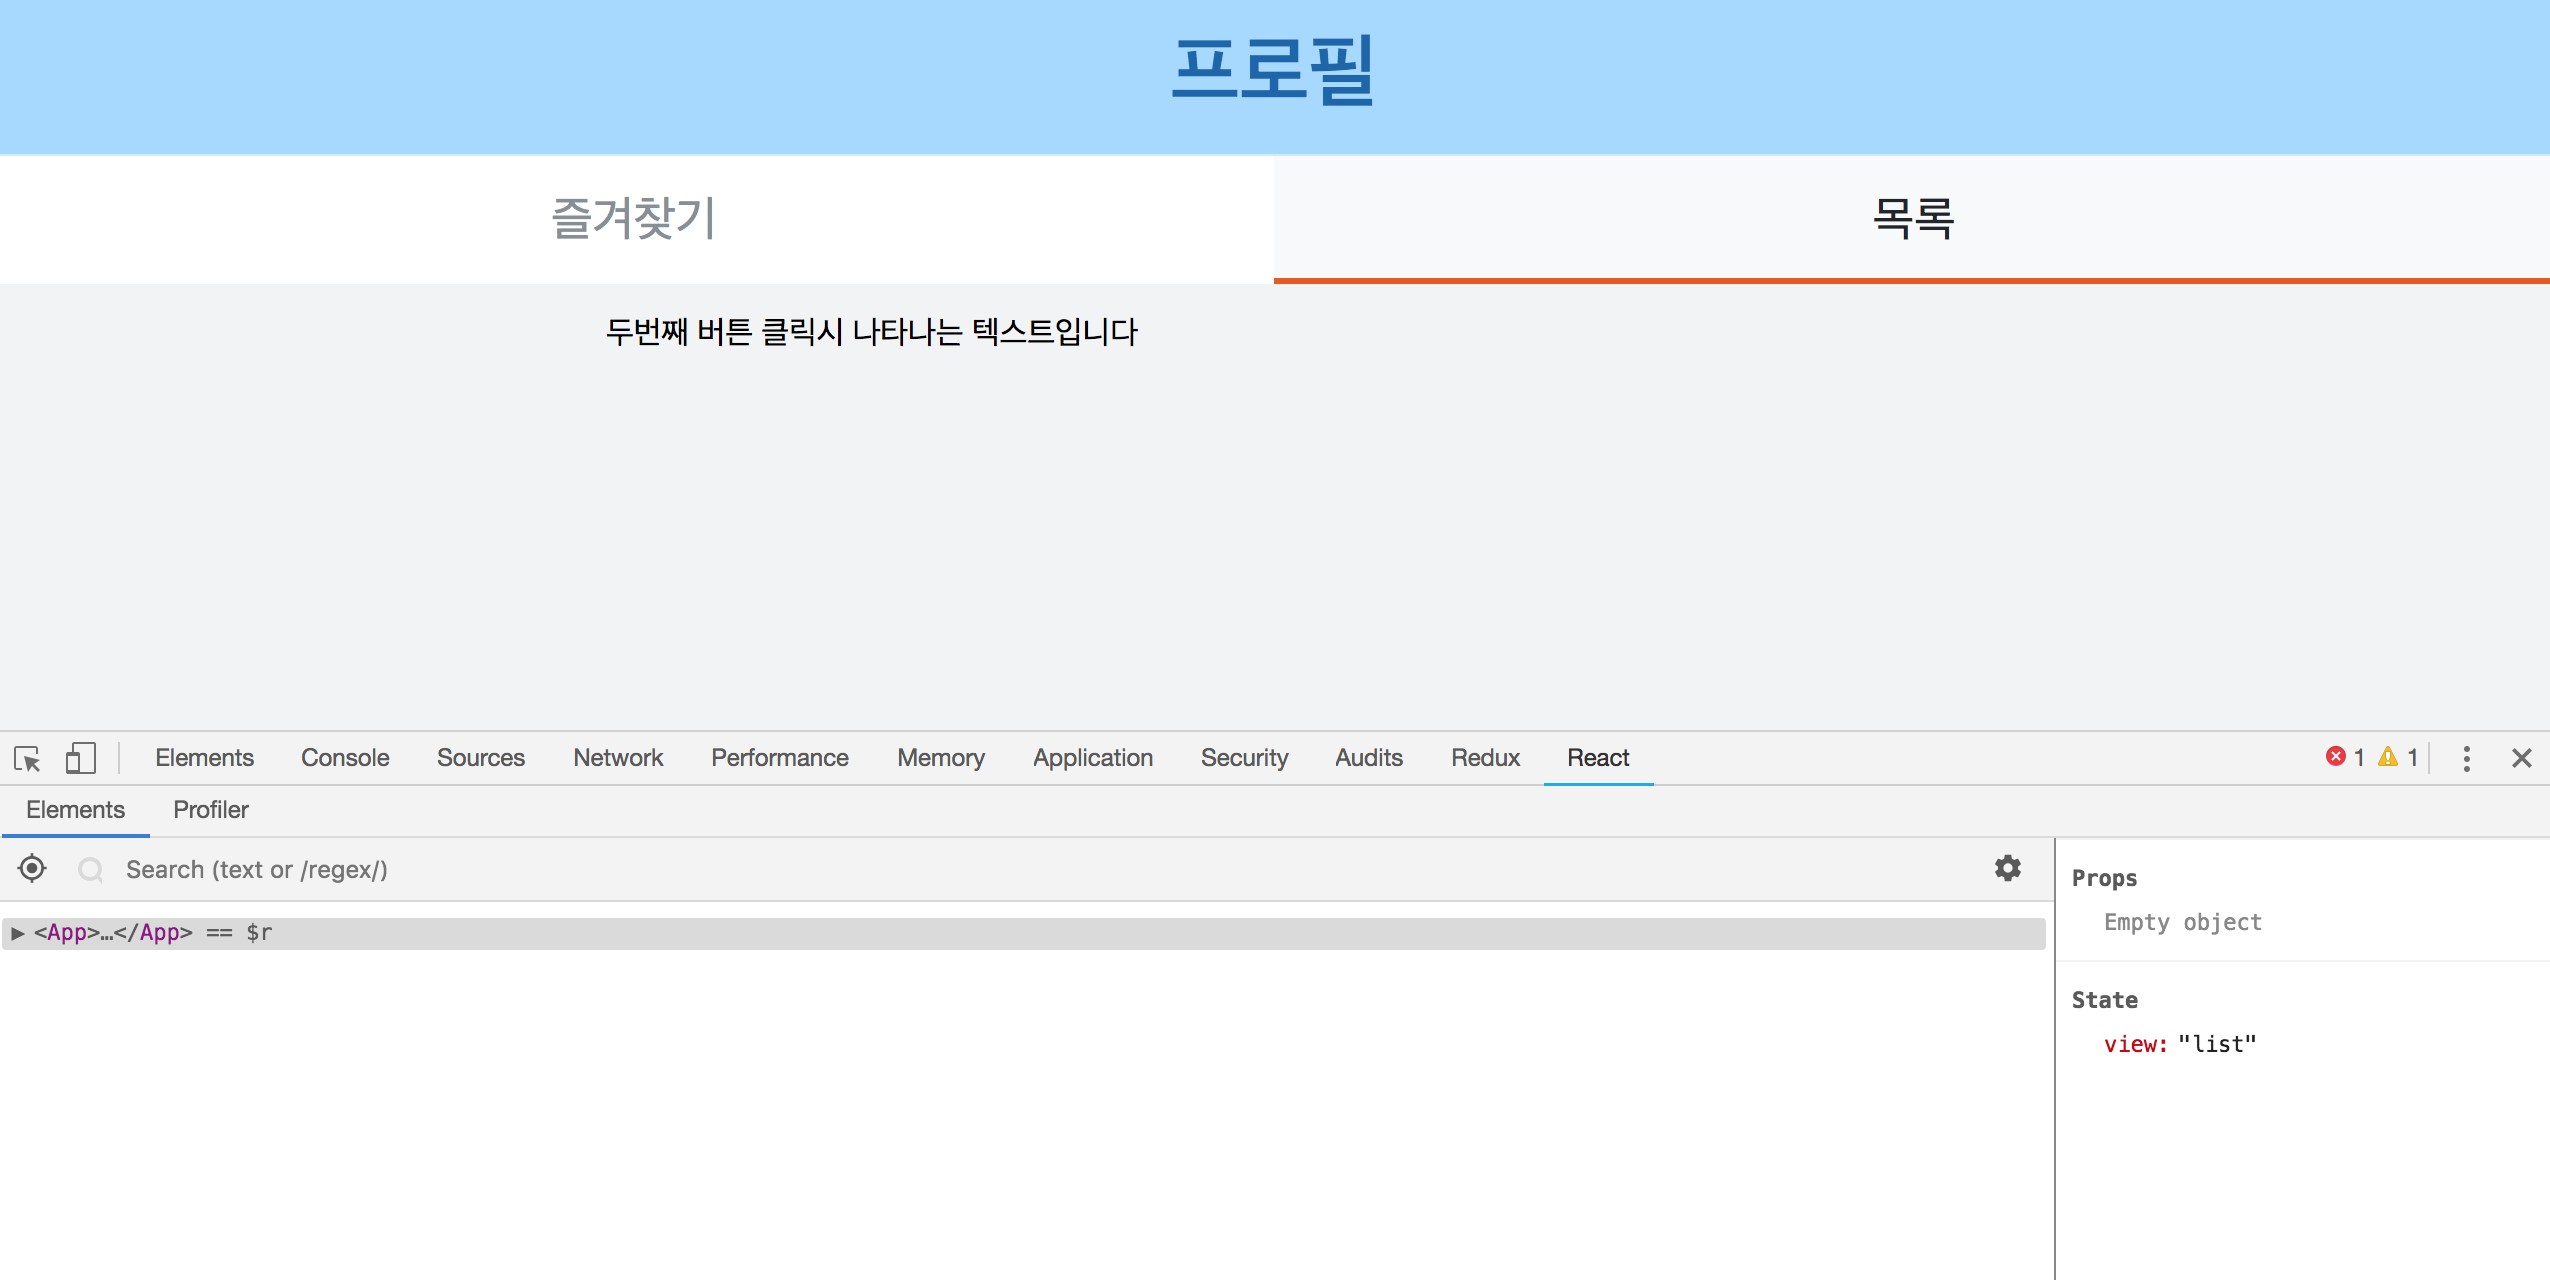 프로필
즐겨찾기 목록
두번째 버튼 클릭시 나타나는 텍스트입니다
Elements Console Sources Network Performance Memory Application Security Audits Redux React 1 1
Elements Profiler
Search (text or /regex/)
▶ <App>…</App> == $r
Props
Empty object
State
view: "list"